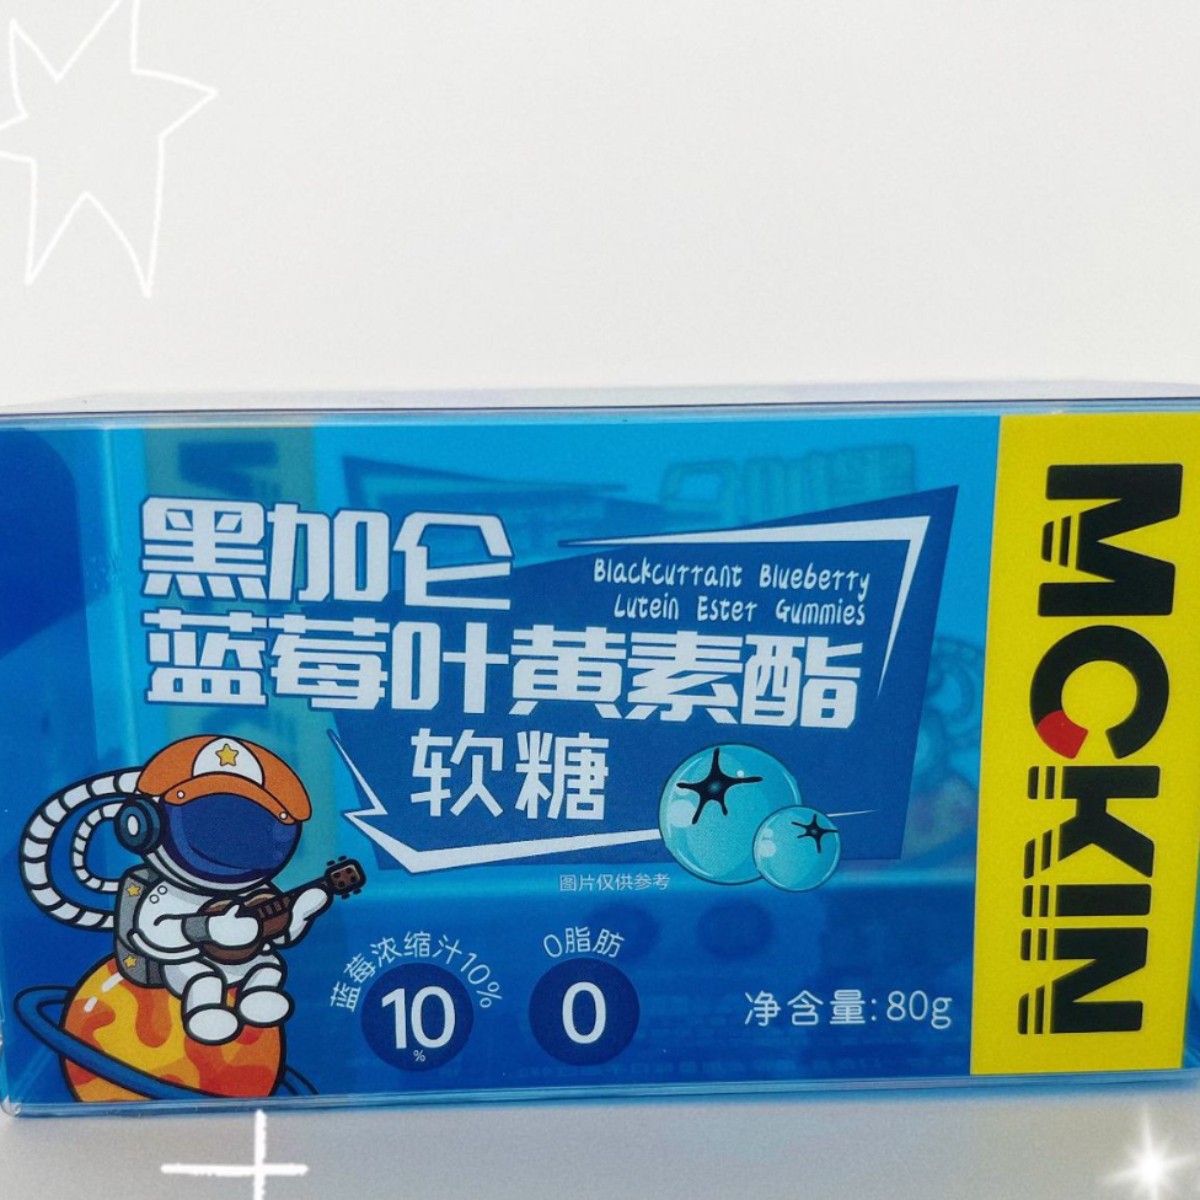 黑加仑
Blackcurrant Blueberry
Lutein Ester Gummies
蓝莓叶黄素酯
软糖
图片仅供参考
蓝莓浓缩汁10%
10
%
0脂肪
0
净含量:80g
MCKIN